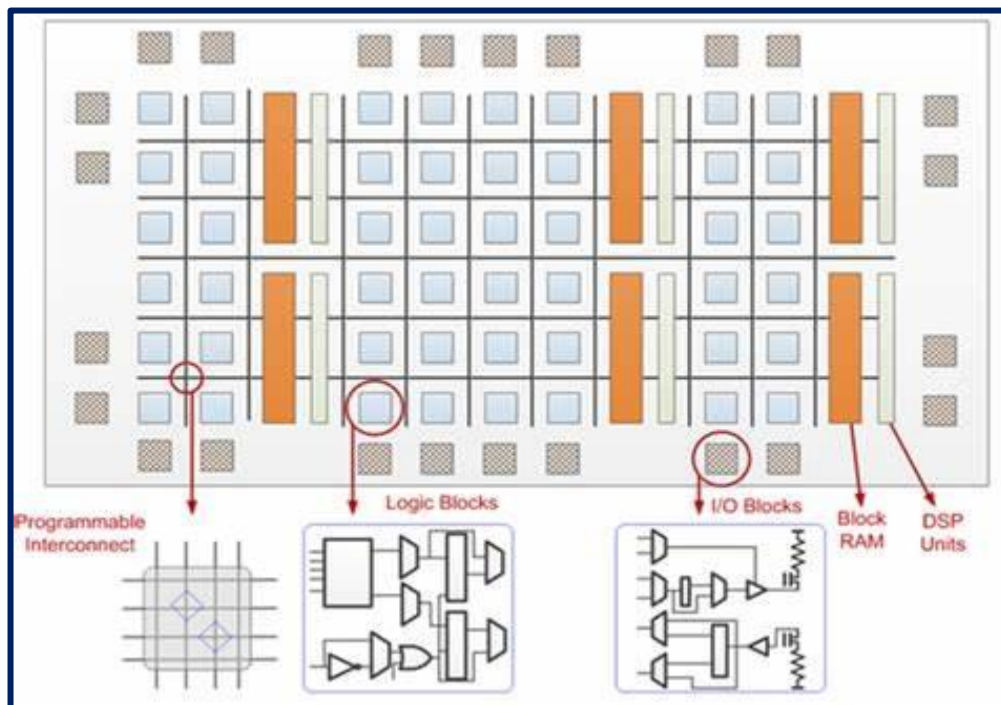 Programmable
Interconnect
Logic Blocks
I/O Blocks
Block
RAM
DSP
Units